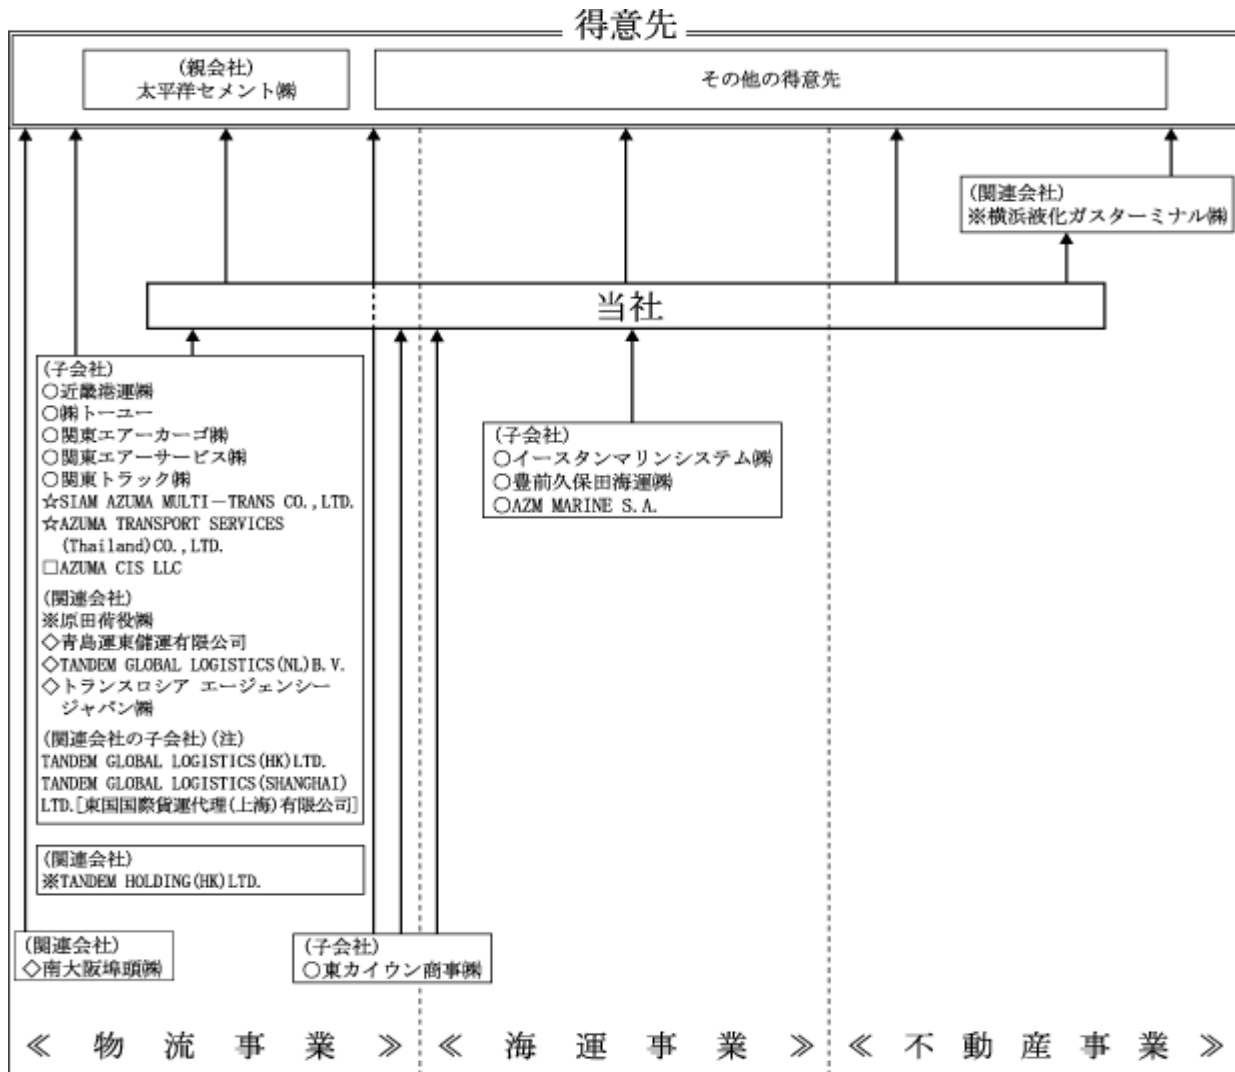 得意先
(親会社)
太平洋セメント㈱
その他の得意先
(関連会社)
※横浜液化ガスターミナル㈱
当社
(子会社)
○近畿港運㈱
○㈱トーユー
○関東エアーカーゴ㈱
○関東エアーサービス㈱
○関東トラック㈱
☆SIAM AZUMA MULTI－TRANS CO.,LTD.
☆AZUMA TRANSPORT SERVICES
(Thailand)CO.,LTD.
□AZUMA CIS LLC
(関連会社)
※原田荷役㈱
◇青島運東儲運有限公司
◇TANDEM GLOBAL LOGISTICS(NL)B.V.
◇トランスロシア エージェンシー
ジャパン㈱
(関連会社の子会社)(注)
TANDEM GLOBAL LOGISTICS(HK)LTD.
TANDEM GLOBAL LOGISTICS(SHANGHAI)
LTD.[東国国際貨運代理(上海)有限公司]
(関連会社)
※TANDEM HOLDING(HK)LTD.
(関連会社)
◇南大阪埠頭㈱
(子会社)
○東カイウン商事㈱
(子会社)
○イースタンマリンシステム㈱
○豊前久保田海運㈱
○AZM MARINE S.A.
≪ 物 流 事 業 ≫
≪ 海 運 事 業 ≫
≪ 不 動 産 事 業 ≫